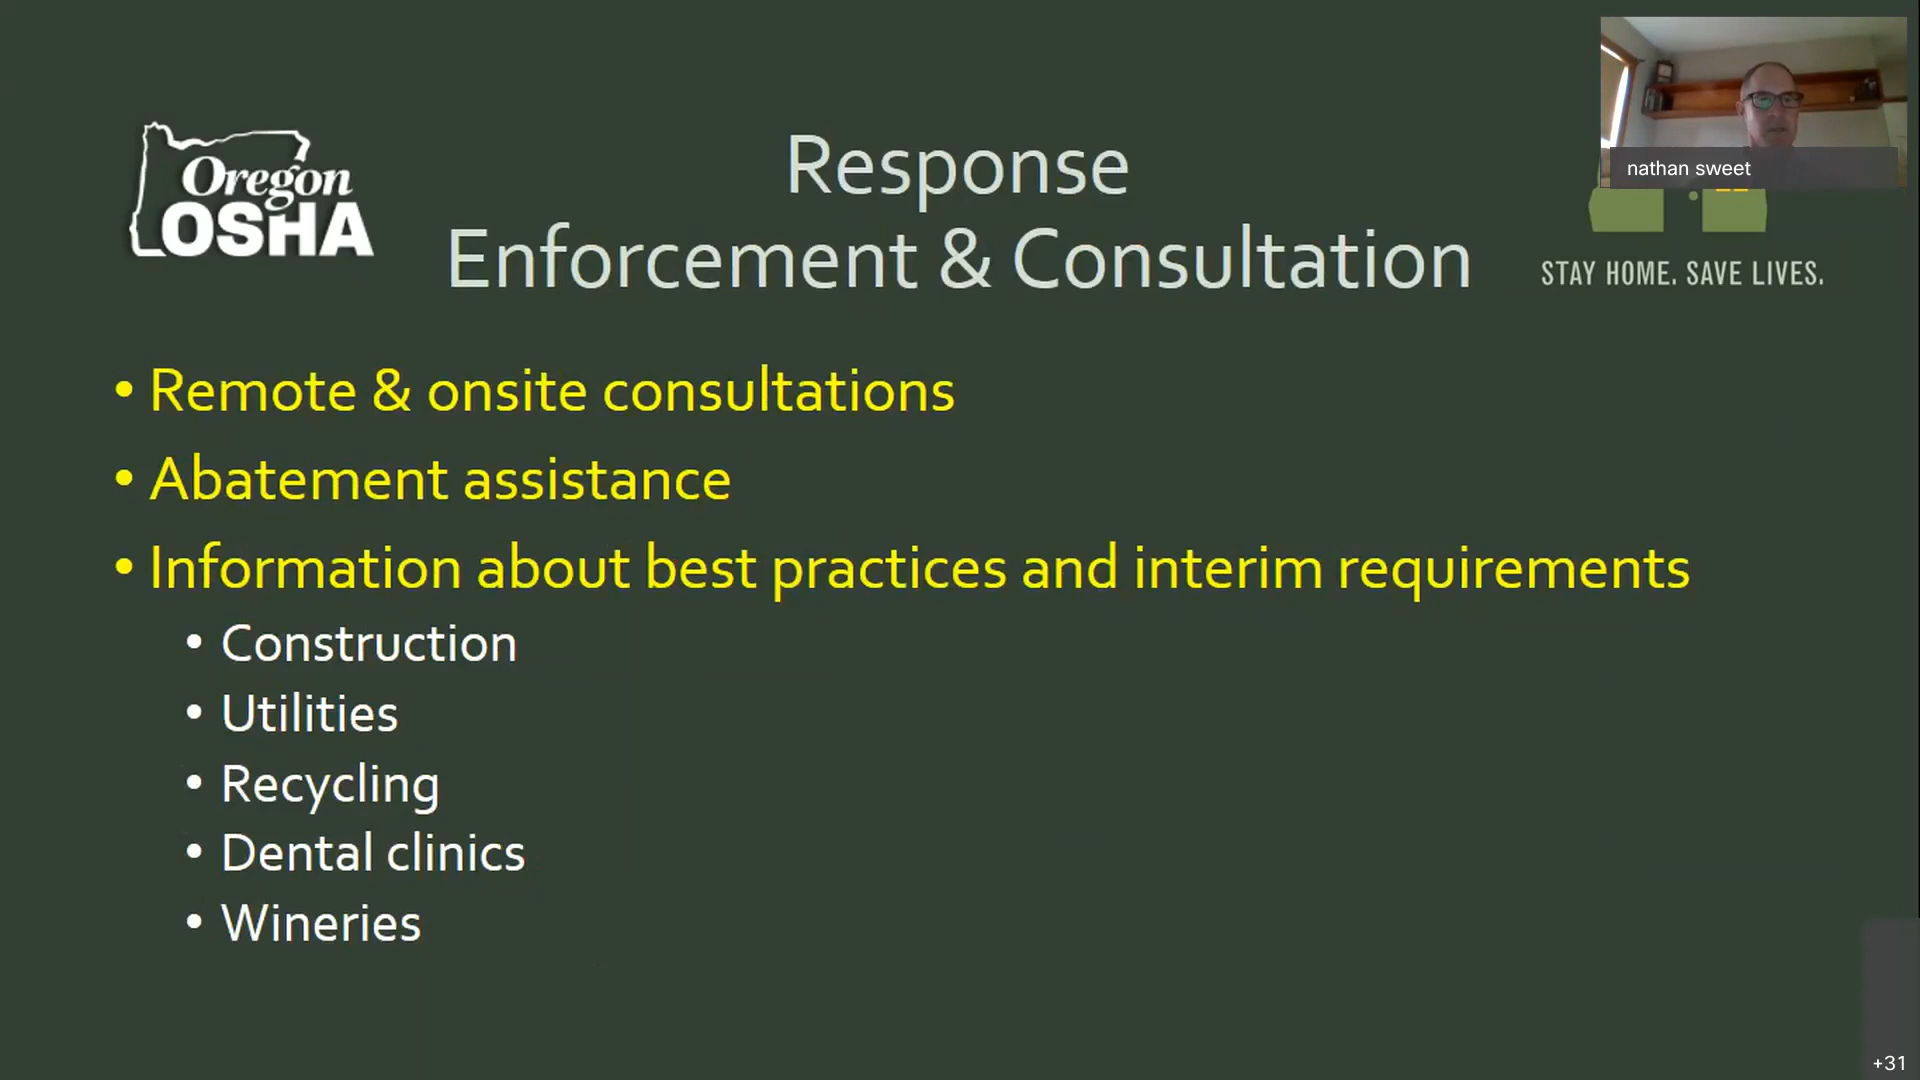 Oregon
OSHA
Response
Enforcement & Consultation
nathan sweet
STAY HOME. SAVE LIVES.
• Remote & onsite consultations
• Abatement assistance
• Information about best practices and interim requirements
• Construction
• Utilities
• Recycling
• Dental clinics
• Wineries
+31